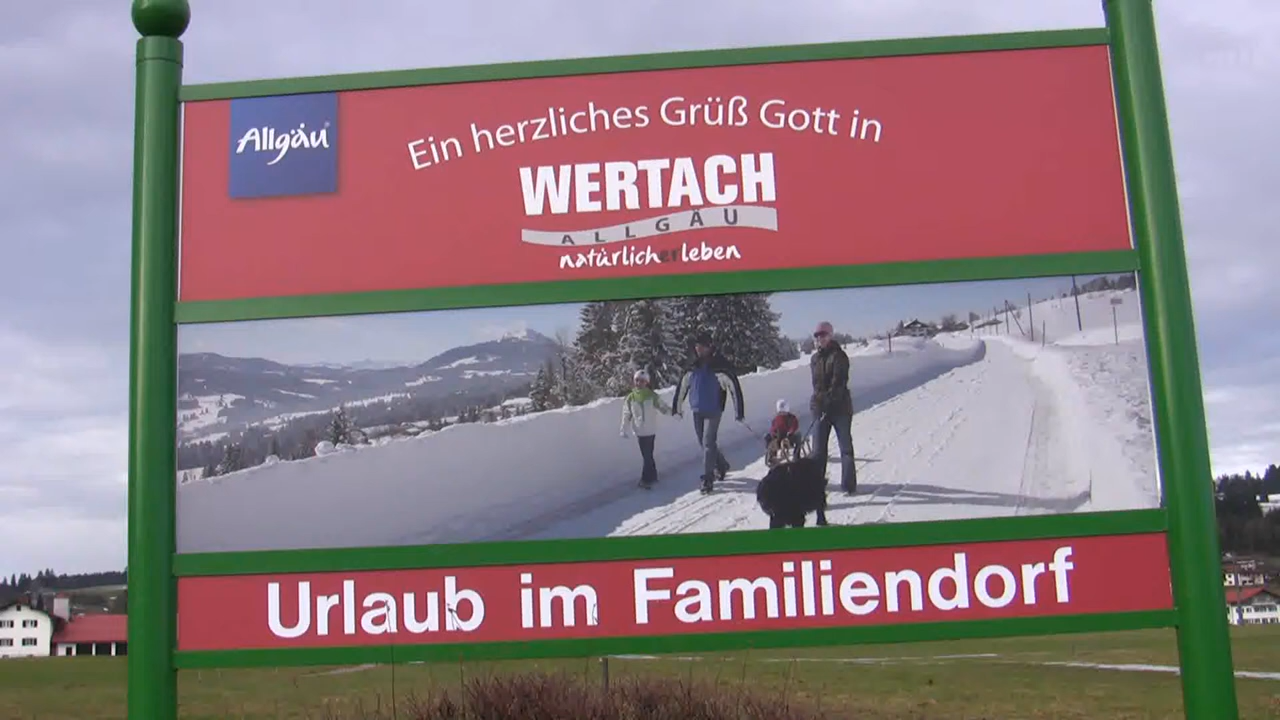 Allgäu
Ein herzliches Grüß Gott in
WERTACH
ALLGÄU
natürlicherleben
Urlaub im Familiendorf